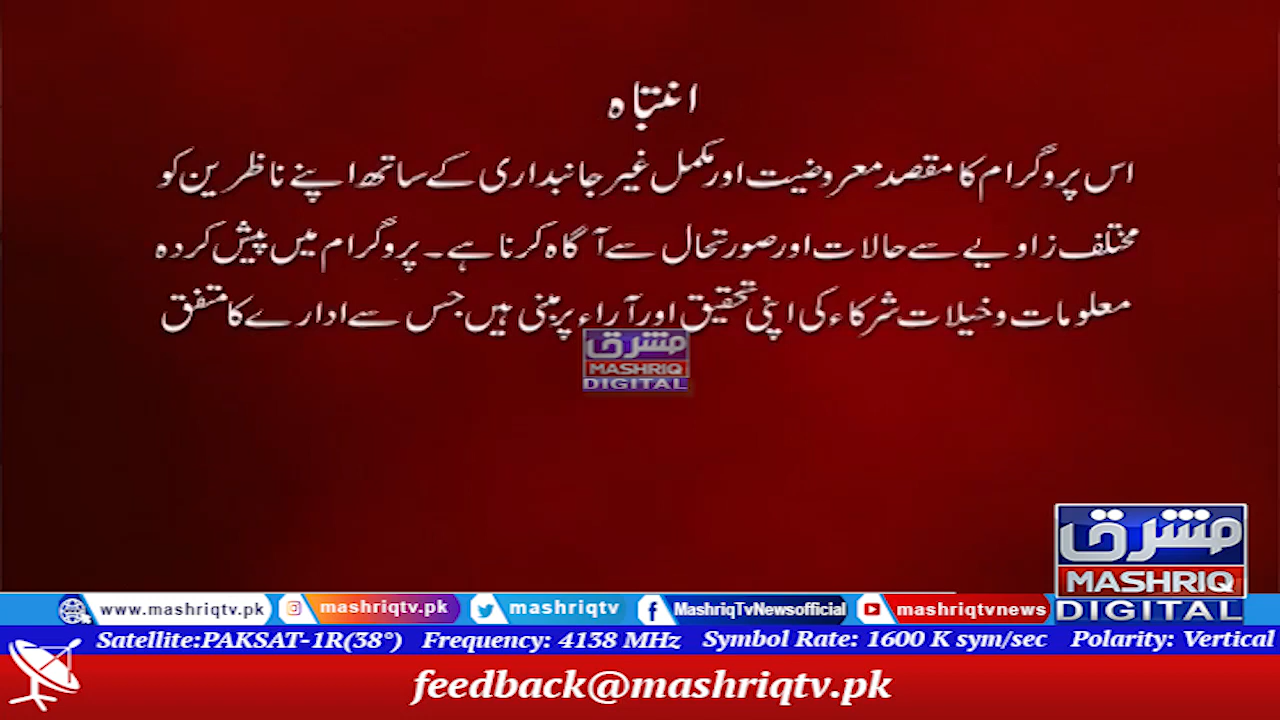 انتباہ
اس پروگرام کا مقصد معروضیت اور مکمل غیر جانبداری کے ساتھ اپنے ناظرین کو
مختلف زاویے سے حالات اور صورتحال سے آگاہ کرنا ہے۔ پروگرام میں پیش کردہ
معلومات و خیلات شرکاء کی اپنی تحقیق اور آراء پر مبنی ہیں جس سے ادارے کا متفق
مشرق
MASHRIQ
DIGITAL
مشرق
MASHRIQ
DIGITAL
www.mashriqtv.pk mashriqtv.pk mashriqtv MashriqTvNewsofficial mashriqtvnews
Satellite:PAKSAT-1R(38°) Frequency: 4138 MHz Symbol Rate: 1600 K sym/sec Polarity: Vertical
feedback@mashriqtv.pk